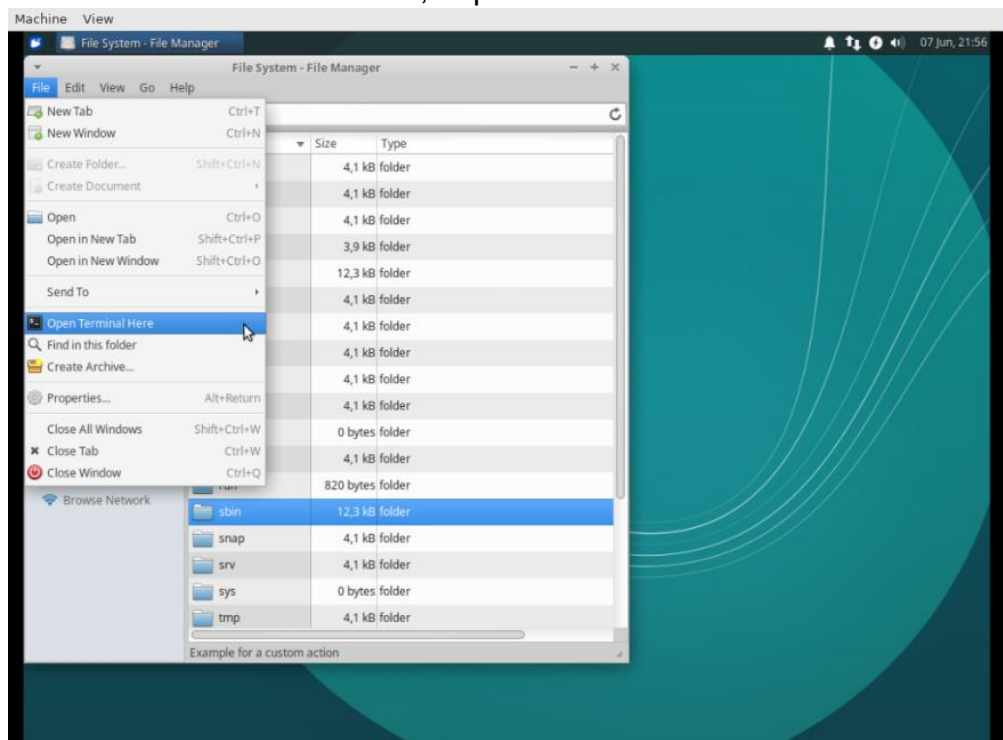 Machine View
File System - File Manager
07 Jun, 21:56
File System - File Manager
File Edit View Go Help
New Tab Ctrl+T
New Window Ctrl+N
Create Folder... Shift+Ctrl+N
Create Document
Open Ctrl+O
Open in New Tab Shift+Ctrl+P
Open in New Window Shift+Ctrl+O
Send To
Open Terminal Here
Find in this folder
Create Archive...
Properties... Alt+Return
Close All Windows Shift+Ctrl+W
Close Tab Ctrl+W
Close Window Ctrl+Q
Browse Network
Size Type
4,1 kB folder
4,1 kB folder
4,1 kB folder
3,9 kB folder
12,3 kB folder
4,1 kB folder
4,1 kB folder
4,1 kB folder
4,1 kB folder
4,1 kB folder
0 bytes folder
4,1 kB folder
820 bytes folder
sbin 12,3 kB folder
snap 4,1 kB folder
srv 4,1 kB folder
sys 0 bytes folder
tmp 4,1 kB folder
Example for a custom action